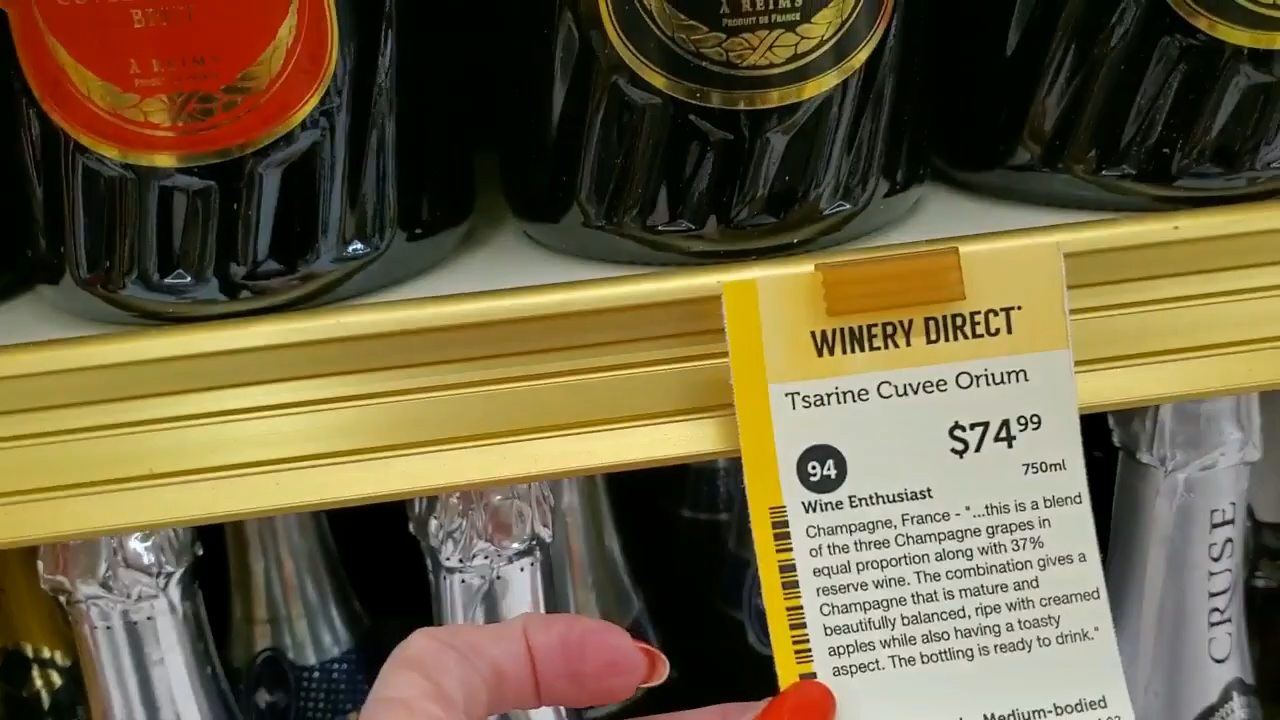 BRUT
À REIMS
À REIMS
PRODUIT DE FRANCE
WINERY DIRECT
Tsarine Cuvee Orium
$74.99
750ml
94
Wine Enthusiast
Champagne, France - "...this is a blend
of the three Champagne grapes in
equal proportion along with 37%
reserve wine. The combination gives a
Champagne that is mature and
beautifully balanced, ripe with creamed
apples while also having a toasty
aspect. The bottling is ready to drink."
Medium-bodied
CRUSE